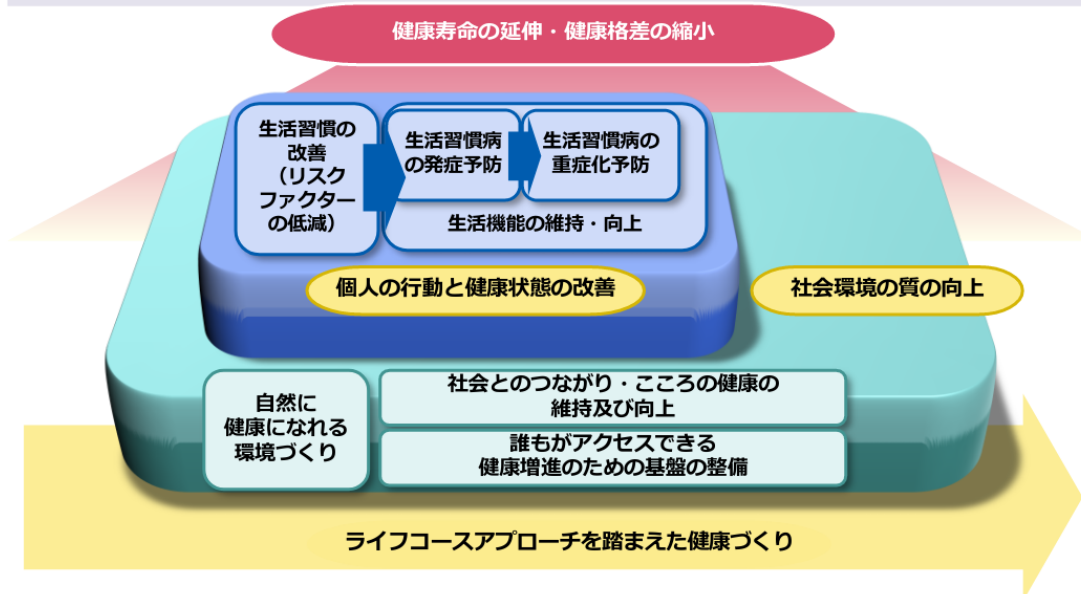 健康寿命の延伸・健康格差の縮小
生活習慣の
改善
（リスク
ファクター
の低減）
生活習慣病
の発症予防
生活習慣病の
重症化予防
生活機能の維持・向上
個人の行動と健康状態の改善
社会環境の質の向上
自然に
健康になれる
環境づくり
社会とのつながり・こころの健康の
維持及び向上
誰もがアクセスできる
健康増進のための基盤の整備
ライフコースアプローチを踏まえた健康づくり